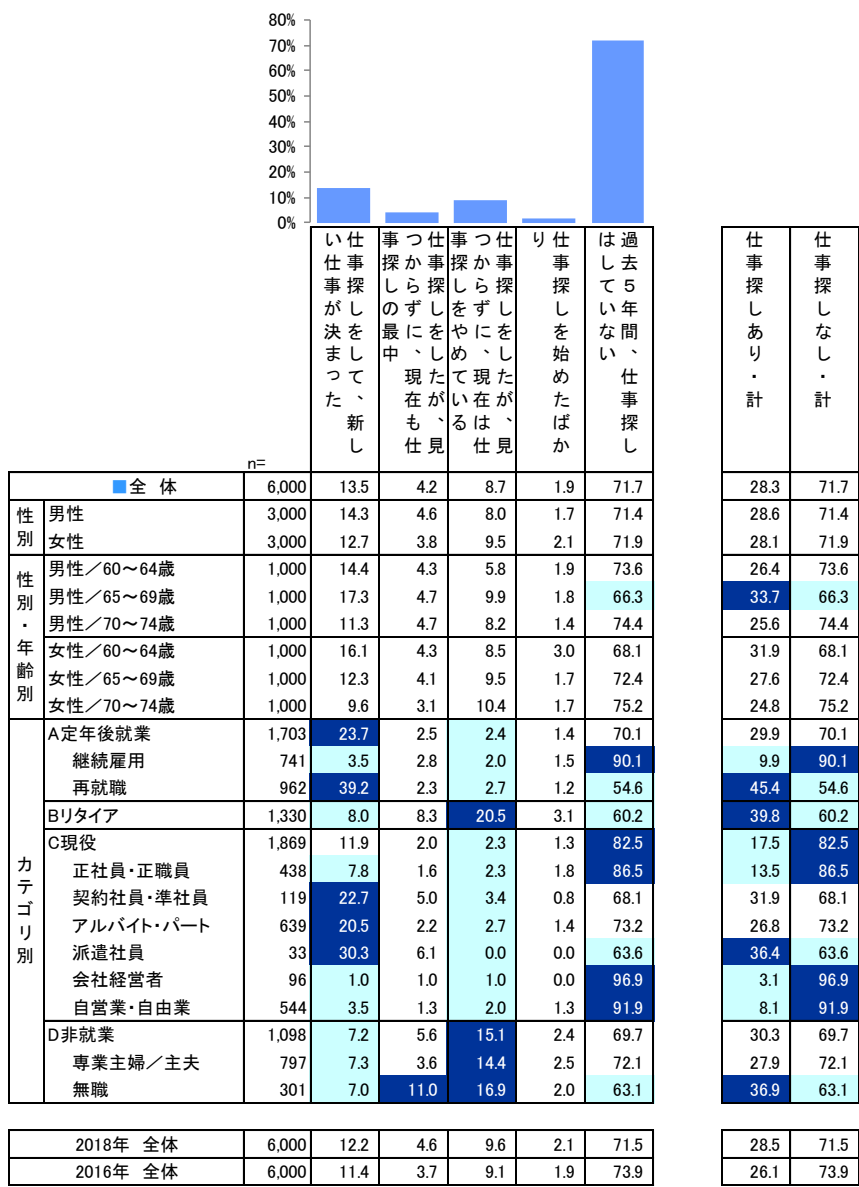 80%
70%
60%
50%
40%
30%
20%
10%
0%
仕事探しをして、新しい仕事が決まった
仕事探しをしたが、見つからずに、現在も仕事探しの最中
仕事探しをしたが、見つからずに、現在は仕事探しをやめている
仕事探しを始めたばかり
過去5年間、仕事探しはしていない
仕事探しあり・計
仕事探しなし・計
n=
全 体 6,000 13.5 4.2 8.7 1.9 71.7 28.3 71.7
性別
男性 3,000 14.3 4.6 8.0 1.7 71.4 28.6 71.4
女性 3,000 12.7 3.8 9.5 2.1 71.9 28.1 71.9
性別・年齢別
男性/60~64歳 1,000 14.4 4.3 5.8 1.9 73.6 26.4 73.6
男性/65~69歳 1,000 17.3 4.7 9.9 1.8 66.3 33.7 66.3
男性/70~74歳 1,000 11.3 4.7 8.2 1.4 74.4 25.6 74.4
女性/60~64歳 1,000 16.1 4.3 8.5 3.0 68.1 31.9 68.1
女性/65~69歳 1,000 12.3 4.1 9.5 1.7 72.4 27.6 72.4
女性/70~74歳 1,000 9.6 3.1 10.4 1.7 75.2 24.8 75.2
カテゴリ別
A定年後就業 1,703 23.7 2.5 2.4 1.4 70.1 29.9 70.1
継続雇用 741 3.5 2.8 2.0 1.5 90.1 9.9 90.1
再就職 962 39.2 2.3 2.7 1.2 54.6 45.4 54.6
Bリタイア 1,330 8.0 8.3 20.5 3.1 60.2 39.8 60.2
C現役 1,869 11.9 2.0 2.3 1.3 82.5 17.5 82.5
正社員・正職員 438 7.8 1.6 2.3 1.8 86.5 13.5 86.5
契約社員・準社員 119 22.7 5.0 3.4 0.8 68.1 31.9 68.1
アルバイト・パート 639 20.5 2.2 2.7 1.4 73.2 26.8 73.2
派遣社員 33 30.3 6.1 0.0 0.0 63.6 36.4 63.6
会社経営者 96 1.0 1.0 1.0 0.0 96.9 3.1 96.9
自営業・自由業 544 3.5 1.3 2.0 1.3 91.9 8.1 91.9
D非就業 1,098 7.2 5.6 15.1 2.4 69.7 30.3 69.7
専業主婦/主夫 797 7.3 3.6 14.4 2.5 72.1 27.9 72.1
無職 301 7.0 11.0 16.9 2.0 63.1 36.9 63.1
2018年 全体 6,000 12.2 4.6 9.6 2.1 71.5 28.5 71.5
2016年 全体 6,000 11.4 3.7 9.1 1.9 73.9 26.1 73.9